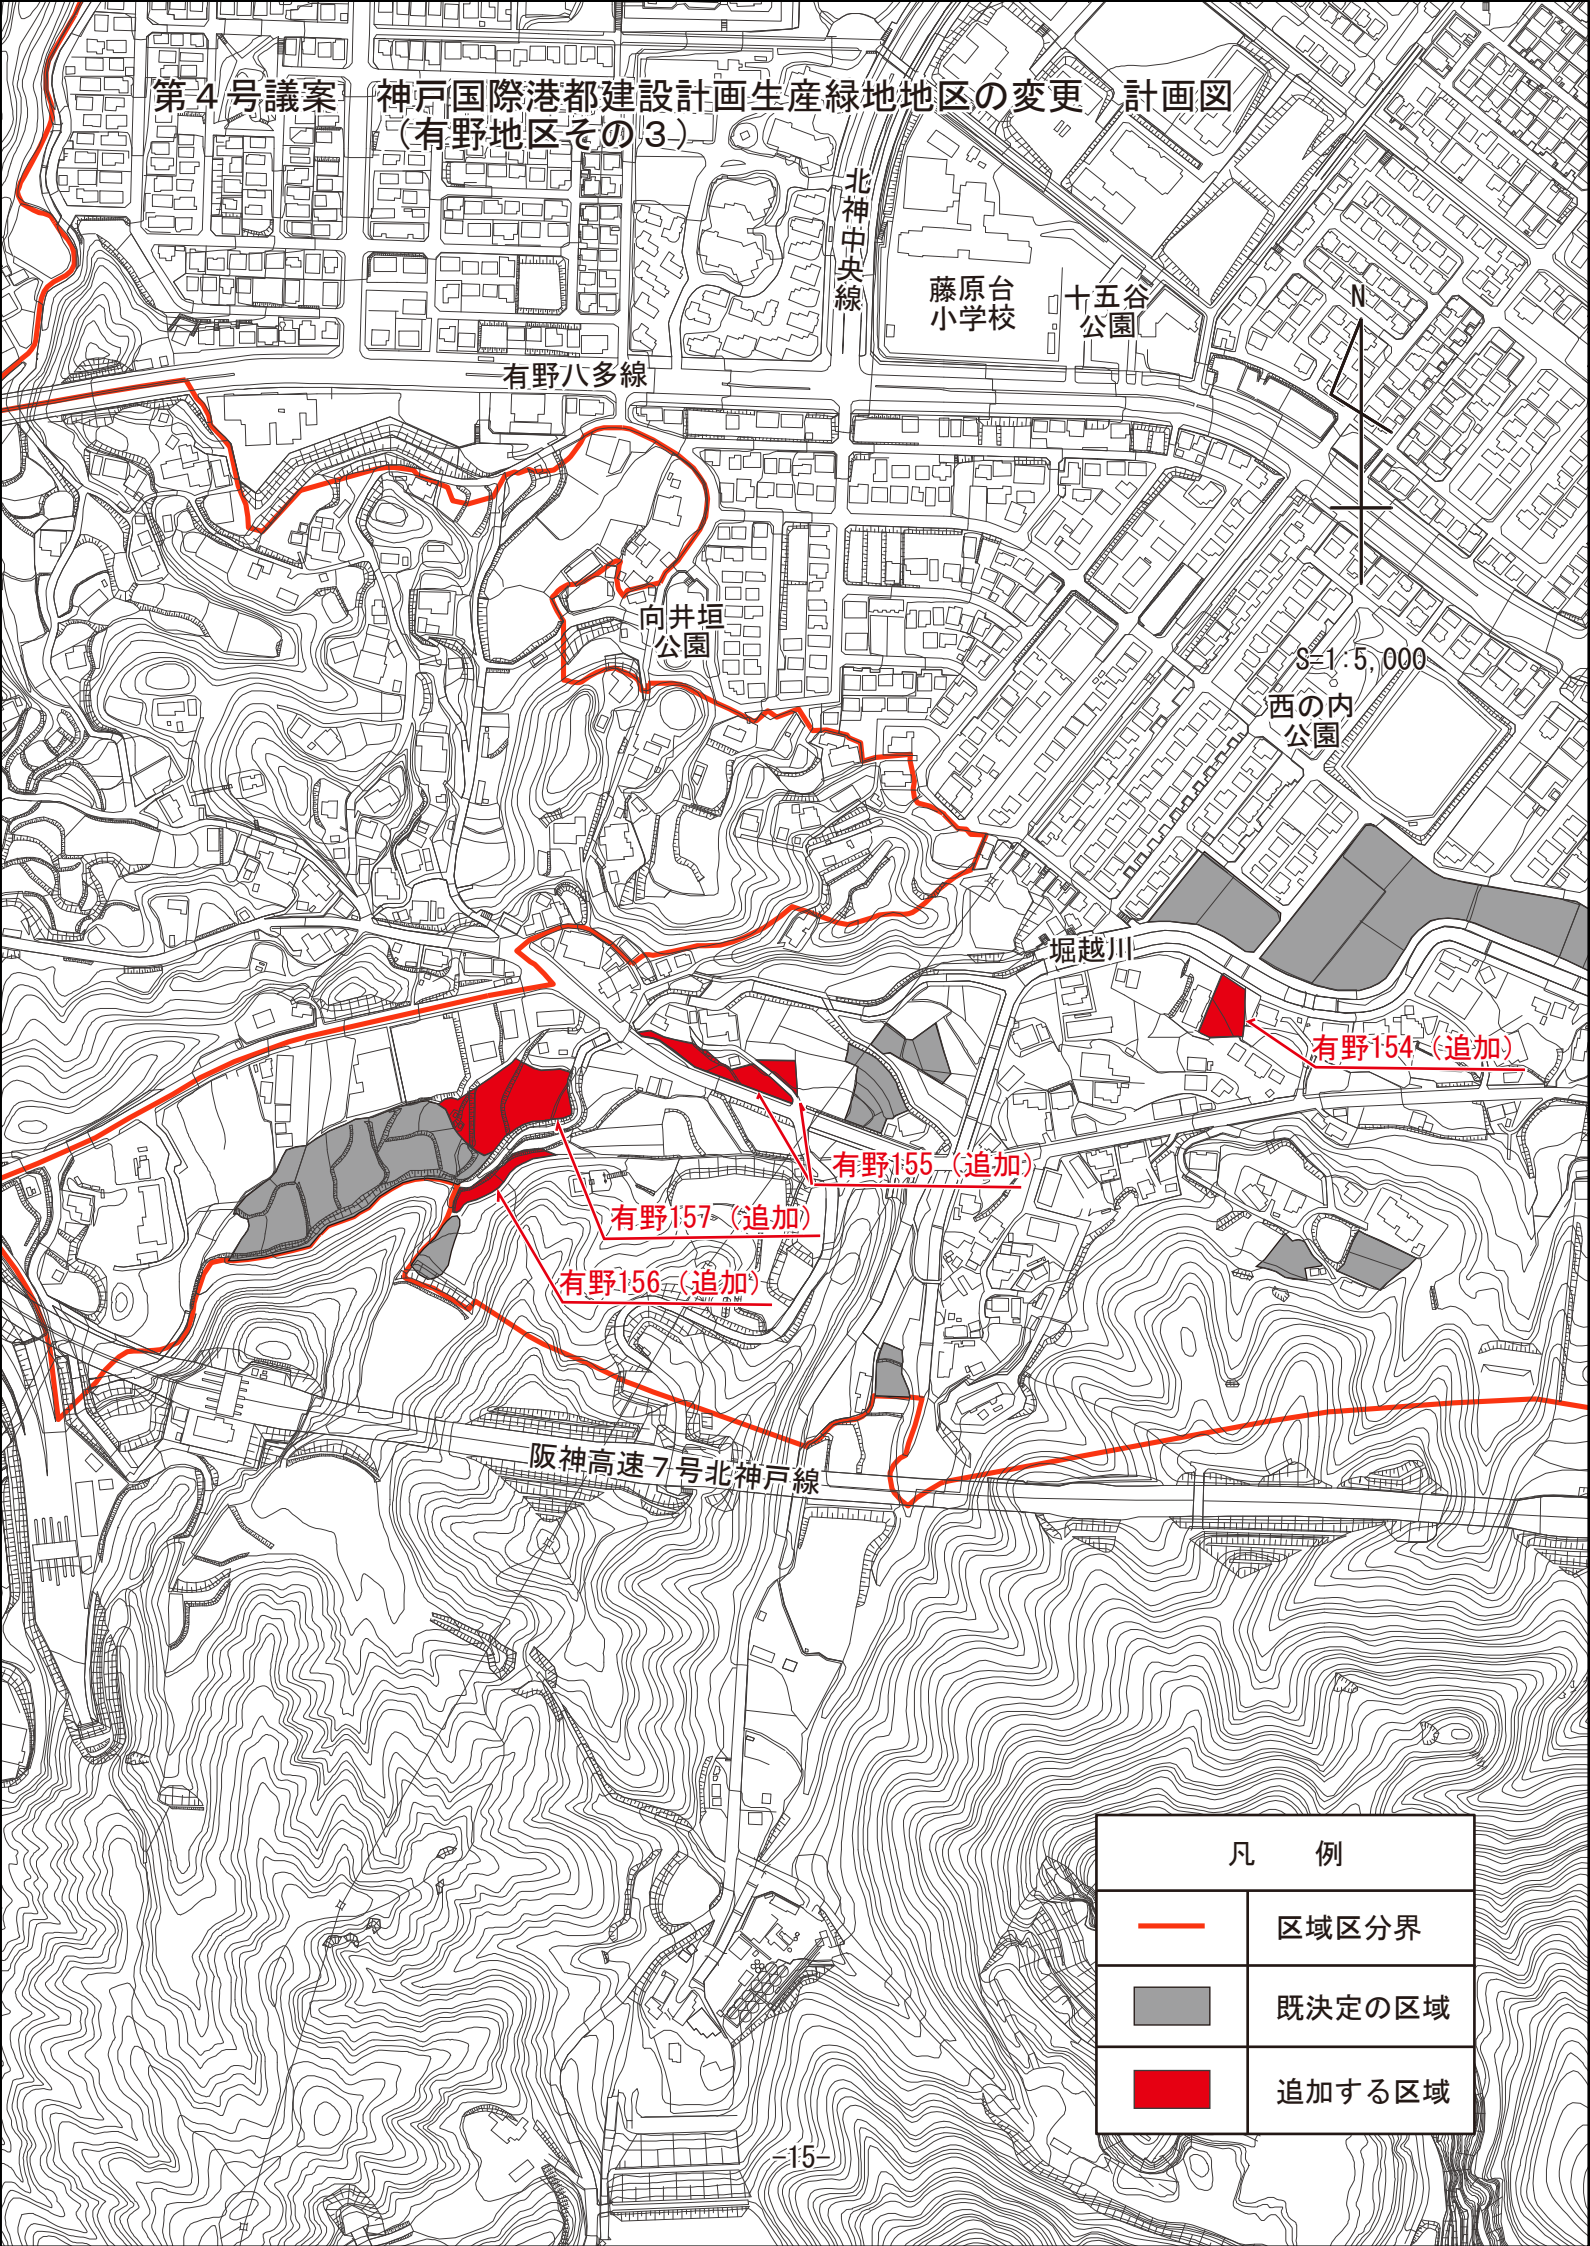 第４号議案　神戸国際港都建設計画生産緑地地区の変更　計画図
（有野地区その３）
北神中央線
藤原台
小学校
十五谷
公園
N
有野八多線
向井垣
公園
S=1:5,000
西の内
公園
堀越川
有野154（追加）
有野155（追加）
有野157（追加）
有野156（追加）
阪神高速７号北神戸線
凡　例
区域区分界
既決定の区域
追加する区域
-15-